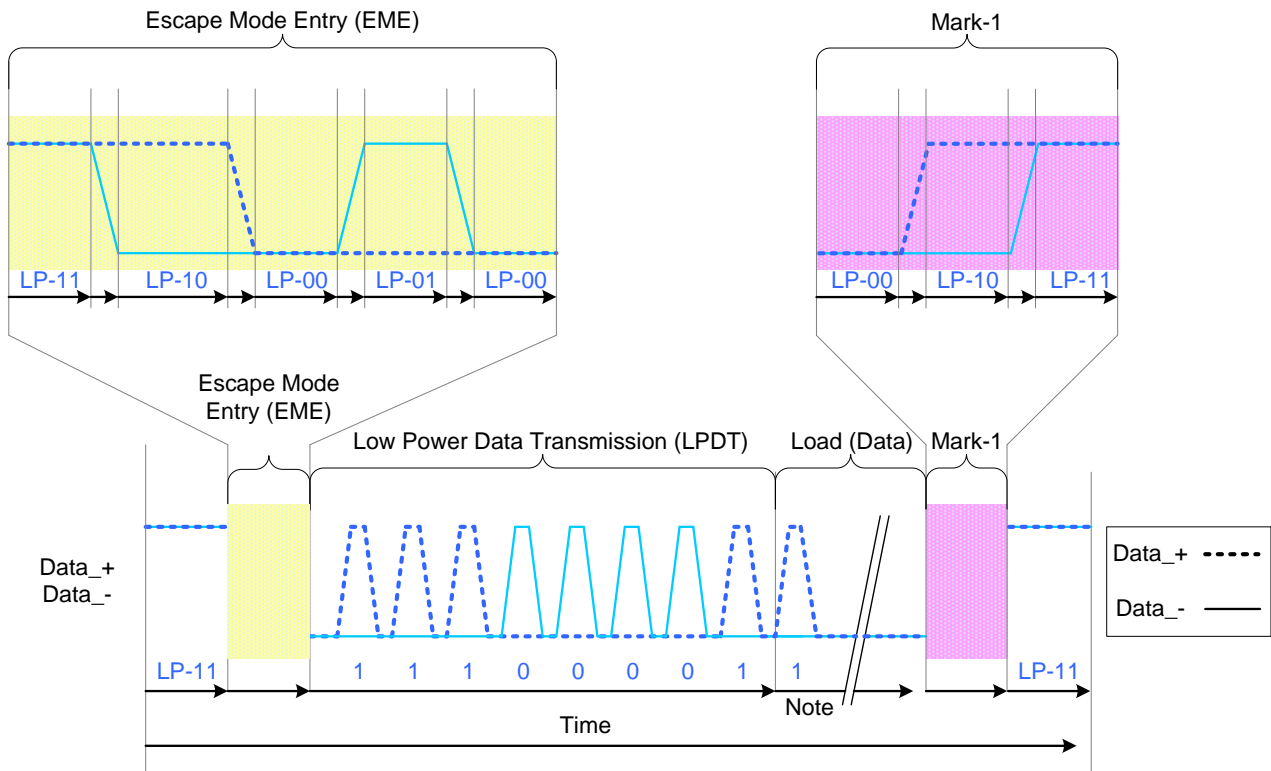 Escape Mode Entry (EME)
Mark-1
LP-11 LP-10 LP-00 LP-01 LP-00
LP-00 LP-10 LP-11
Escape Mode
Entry (EME)
Low Power Data Transmission (LPDT)
Load (Data)
Mark-1
Data_+
Data_-
Data_+
Data_-
LP-11
1 1 1 0 0 0 0 1 1
LP-11
Note
Time